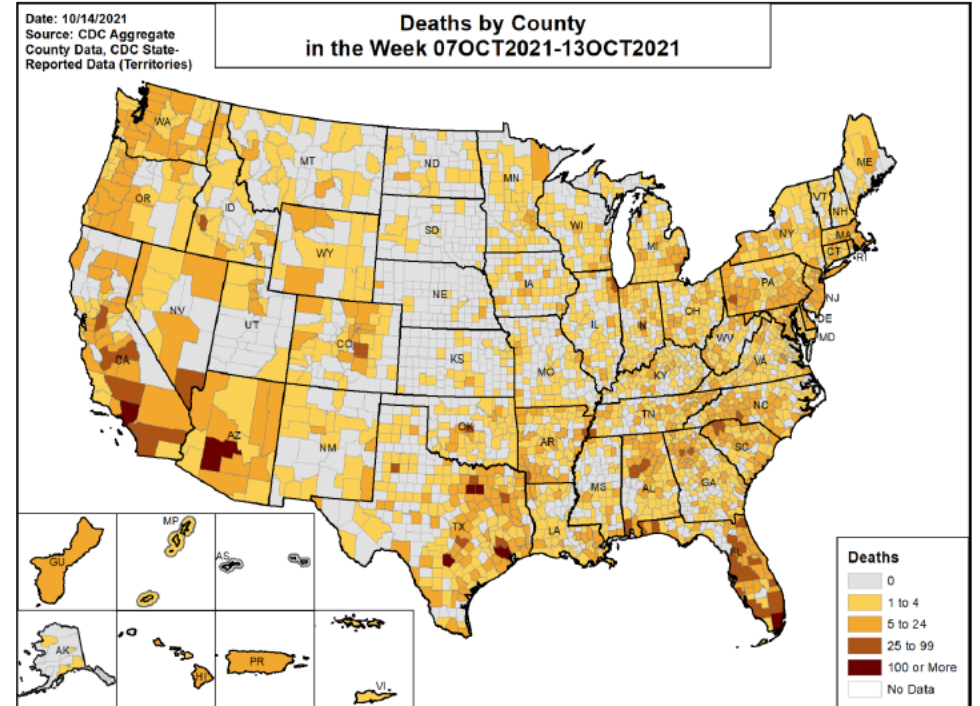 Date: 10/14/2021
Source: CDC Aggregate
County Data, CDC State-
Reported Data (Territories)
Deaths by County
in the Week 07OCT2021-13OCT2021
WA
MT
ND
MN
ME
OR
ID
WY
SD
WI
MI
VT
NH
NY
MA
CT
RI
NV
UT
CO
NE
IA
IL
IN
OH
PA
NJ
DE
MD
CA
KS
MO
KY
WV
VA
AZ
NM
OK
AR
TN
NC
SC
TX
LA
MS
AL
GA
FL
GU
MP
AS
AK
HI
PR
VI
Deaths
0
1 to 4
5 to 24
25 to 99
100 or More
No Data